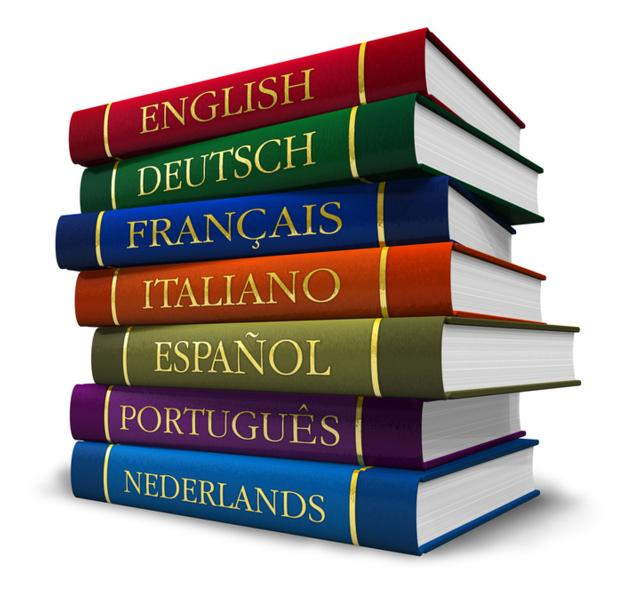 ENGLISH
DEUTSCH
FRANÇAIS
ITALIANO
ESPAÑOL
PORTUGUÊS
NEDERLANDS